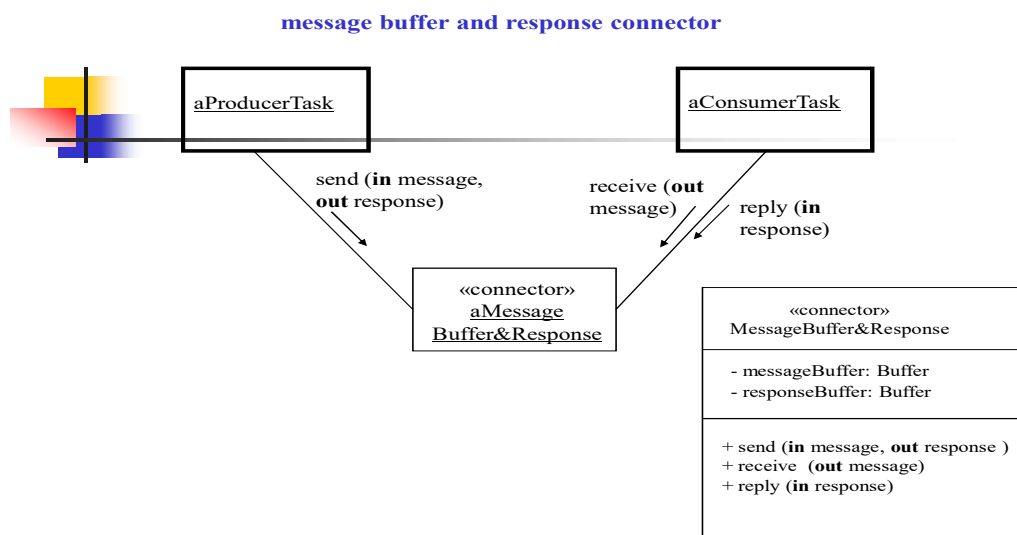 message buffer and response connector
aProducerTask
aConsumerTask
send (in message,
out response)
receive (out
message)
reply (in
response)
«connector»
aMessage
Buffer&Response
«connector»
MessageBuffer&Response
- messageBuffer: Buffer
- responseBuffer: Buffer
+ send (in message, out response )
+ receive  (out message)
+ reply (in response)